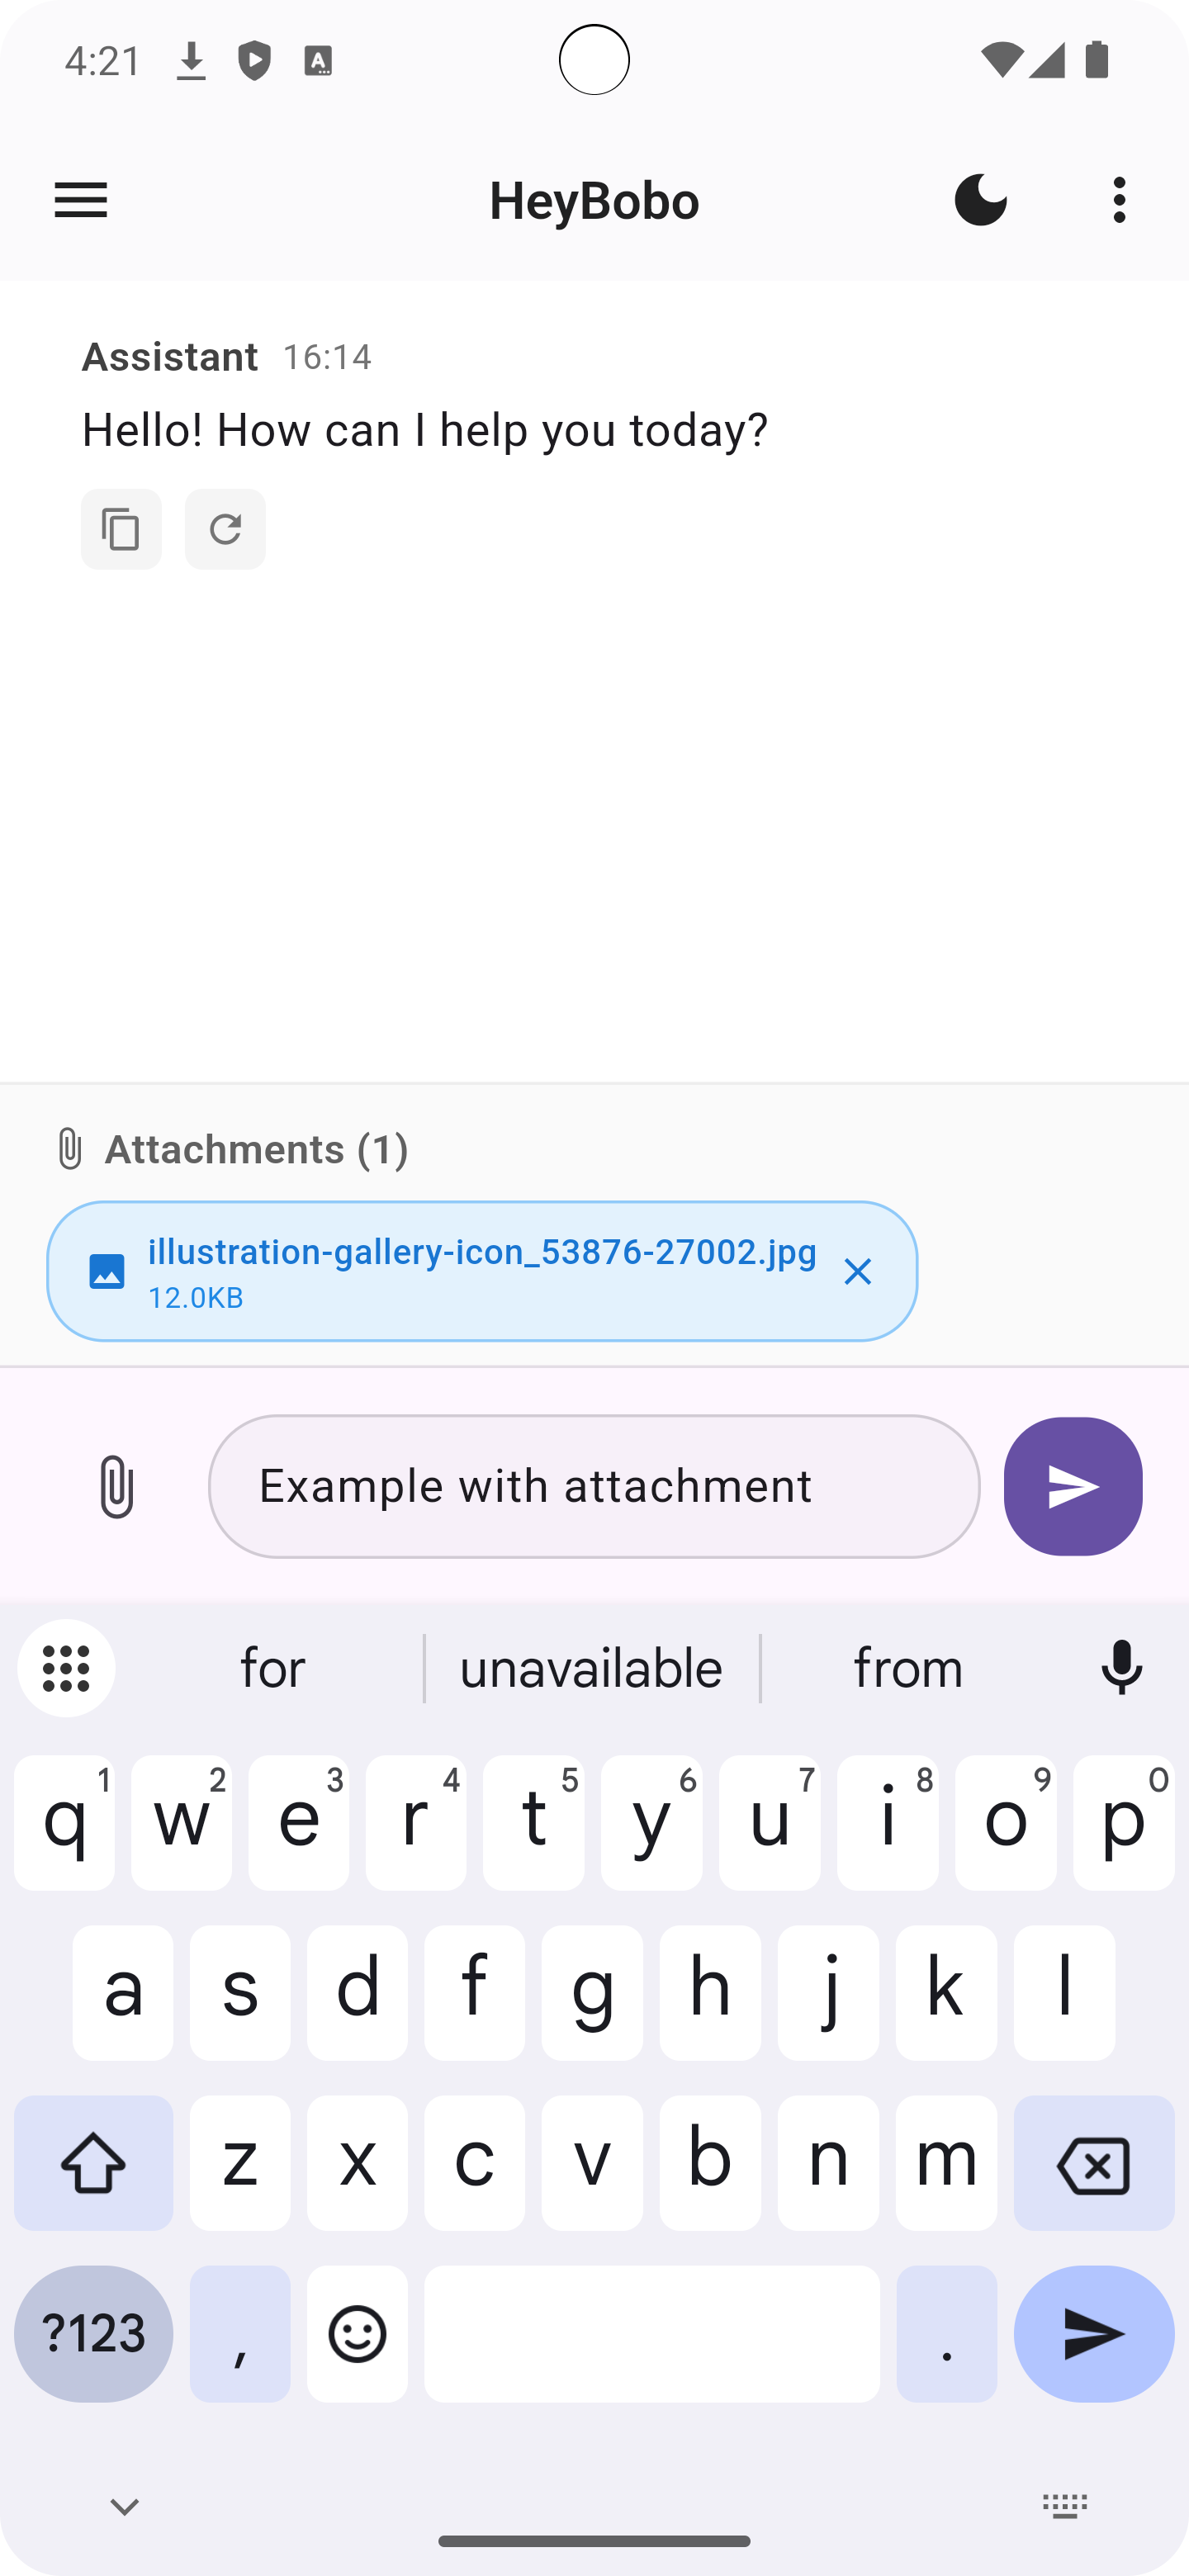 4:21
HeyBobo
Assistant 16:14
Hello! How can I help you today?
Attachments (1)
illustration-gallery-icon_53876-27002.jpg
12.0KB
Example with attachment
for unavailable from
q1 w2 e3 r4 t5 y6 u7 i8 o9 p0
a s d f g h j k l
z x c v b n m
?123 , .